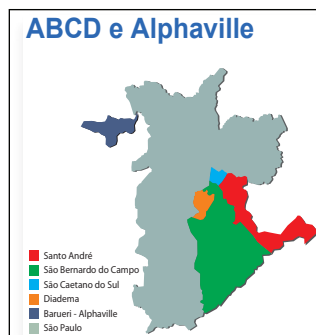 ABCD e Alphaville
Santo André
São Bernardo do Campo
São Caetano do Sul
Diadema
Barueri - Alphaville
São Paulo